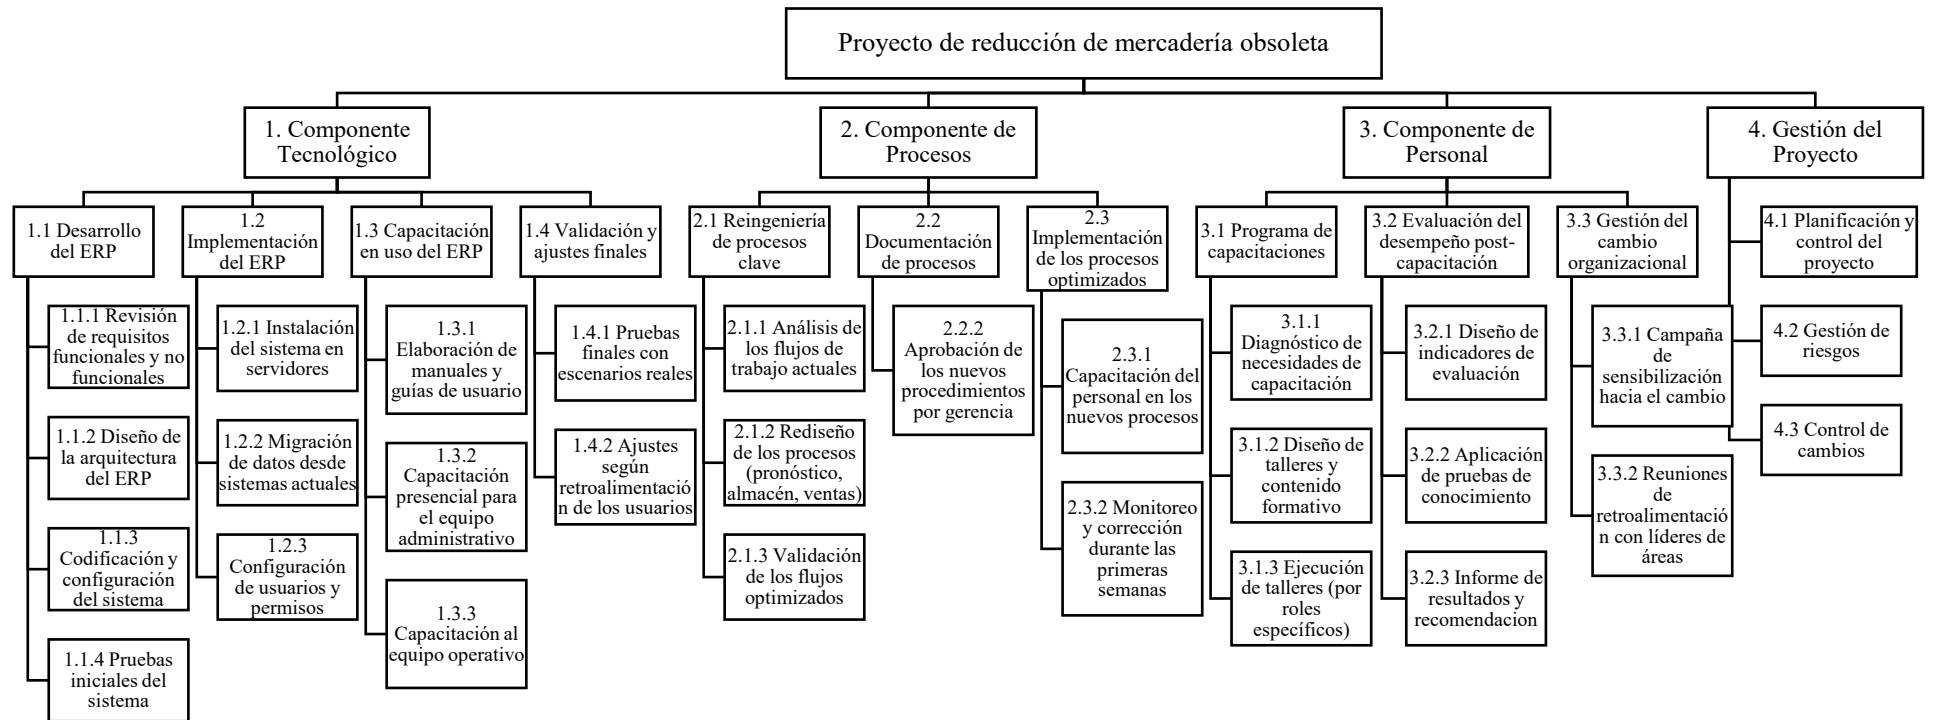 Proyecto de reducción de mercadería obsoleta
1. Componente
Tecnológico
1.1 Desarrollo
del ERP
1.1.1 Revisión
de requisitos
funcionales y no
funcionales
1.1.2 Diseño de
la arquitectura
del ERP
1.1.3
Codificación y
configuración
del sistema
1.1.4 Pruebas
iniciales del
sistema
1.2
Implementación
del ERP
1.2.1 Instalación
del sistema en
servidores
1.2.2 Migración
de datos desde
sistemas actuales
1.2.3
Configuración
de usuarios y
permisos
1.3 Capacitación
en uso del ERP
1.3.1
Elaboración de
manuales y
guías de usuario
1.3.2
Capacitación
presencial para
el equipo
administrativo
1.3.3
Capacitación al
equipo operativo
1.4 Validación y
ajustes finales
1.4.1 Pruebas
finales con
escenarios reales
1.4.2 Ajustes
según
retroalimentació
n de los usuarios
2. Componente de
Procesos
2.1 Reingeniería
de procesos
clave
2.1.1 Análisis de
los flujos de
trabajo actuales
2.1.2 Rediseño
de los procesos
(pronóstico,
almacén, ventas)
2.1.3 Validación
de los flujos
optimizados
2.2
Documentación
de procesos
2.2.2
Aprobación de
los nuevos
procedimientos
por gerencia
2.3
Implementación
de los procesos
optimizados
2.3.1
Capacitación del
personal en los
nuevos procesos
2.3.2 Monitoreo
y corrección
durante las
primeras
semanas
3. Componente de
Personal
3.1 Programa de
capacitaciones
3.1.1
Diagnóstico de
necesidades de
capacitación
3.1.2 Diseño de
talleres y
contenido
formativo
3.1.3 Ejecución
de talleres (por
roles
específicos)
3.2 Evaluación del
desempeño post-
capacitación
3.2.1 Diseño de
indicadores de
evaluación
3.2.2 Aplicación
de pruebas de
conocimiento
3.2.3 Informe de
resultados y
recomendacion
3.3 Gestión del
cambio
organizacional
3.3.1 Campaña
de
sensibilización
hacia el cambio
3.3.2 Reuniones
de
retroalimentació
n con líderes de
áreas
4. Gestión del
Proyecto
4.1 Planificación y
control del
proyecto
4.2 Gestión de
riesgos
4.3 Control de
cambios